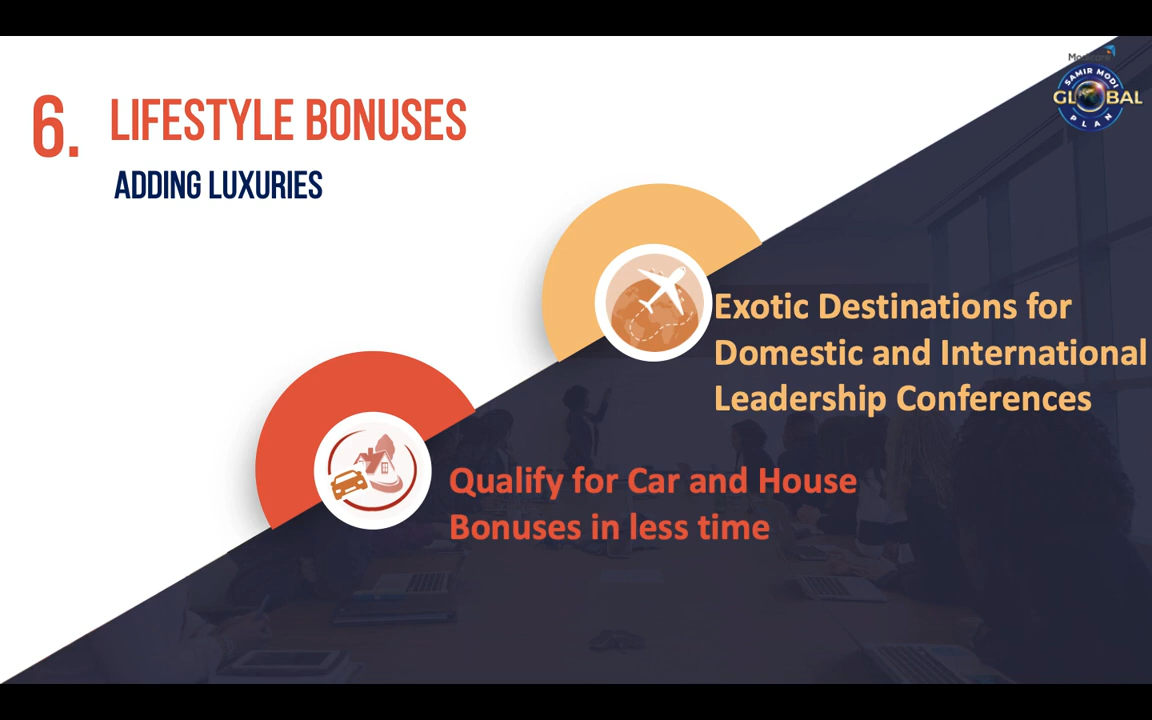 6. LIFESTYLE BONUSES
ADDING LUXURIES
SAMIR MODI
GLOBAL
PLAN
Exotic Destinations for
Domestic and International
Leadership Conferences
Qualify for Car and House
Bonuses in less time